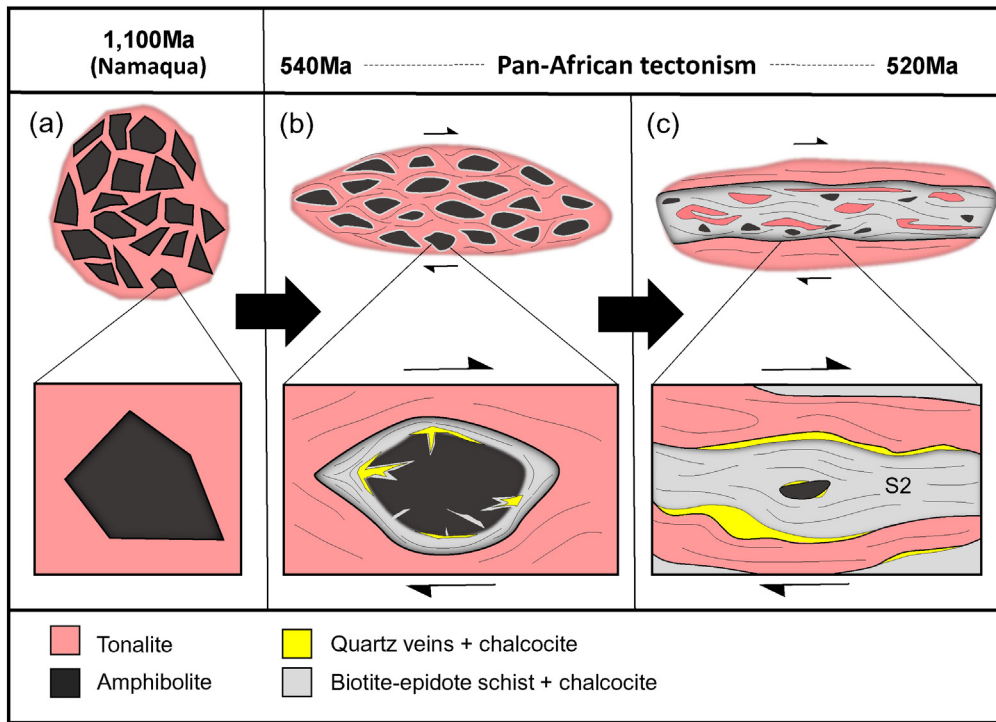 1,100Ma
(Namaqua)
540Ma Pan-African tectonism 520Ma
(a)
(b)
(c)
S2
Tonalite
Quartz veins + chalcocite
Amphibolite
Biotite-epidote schist + chalcocite